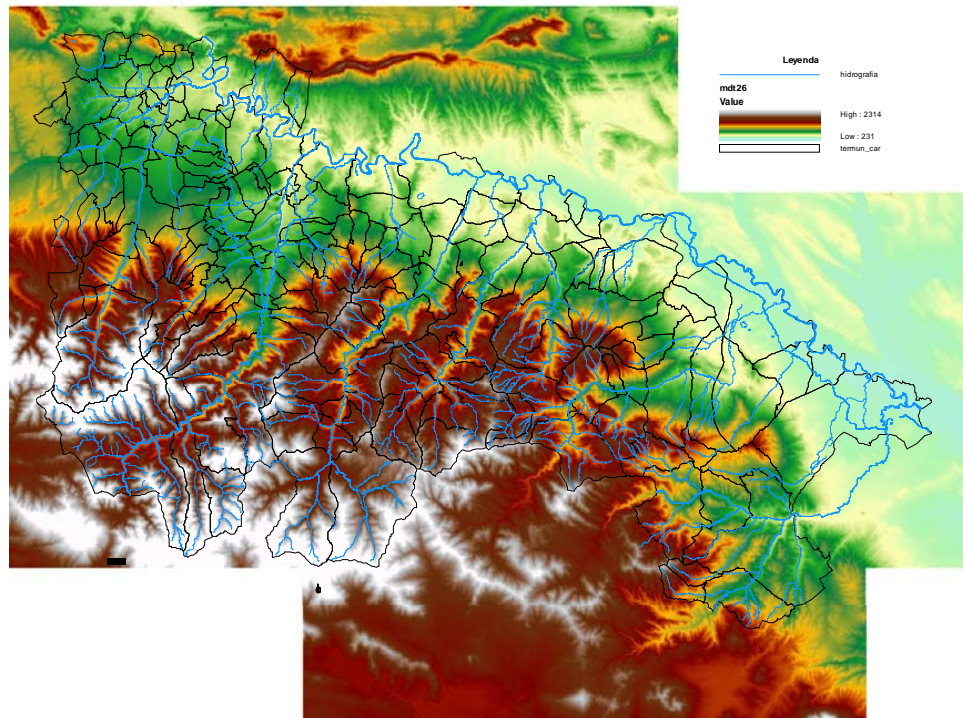 Leyenda
hidrografia
mdt26
Value
High : 2314
Low : 231
termun_car